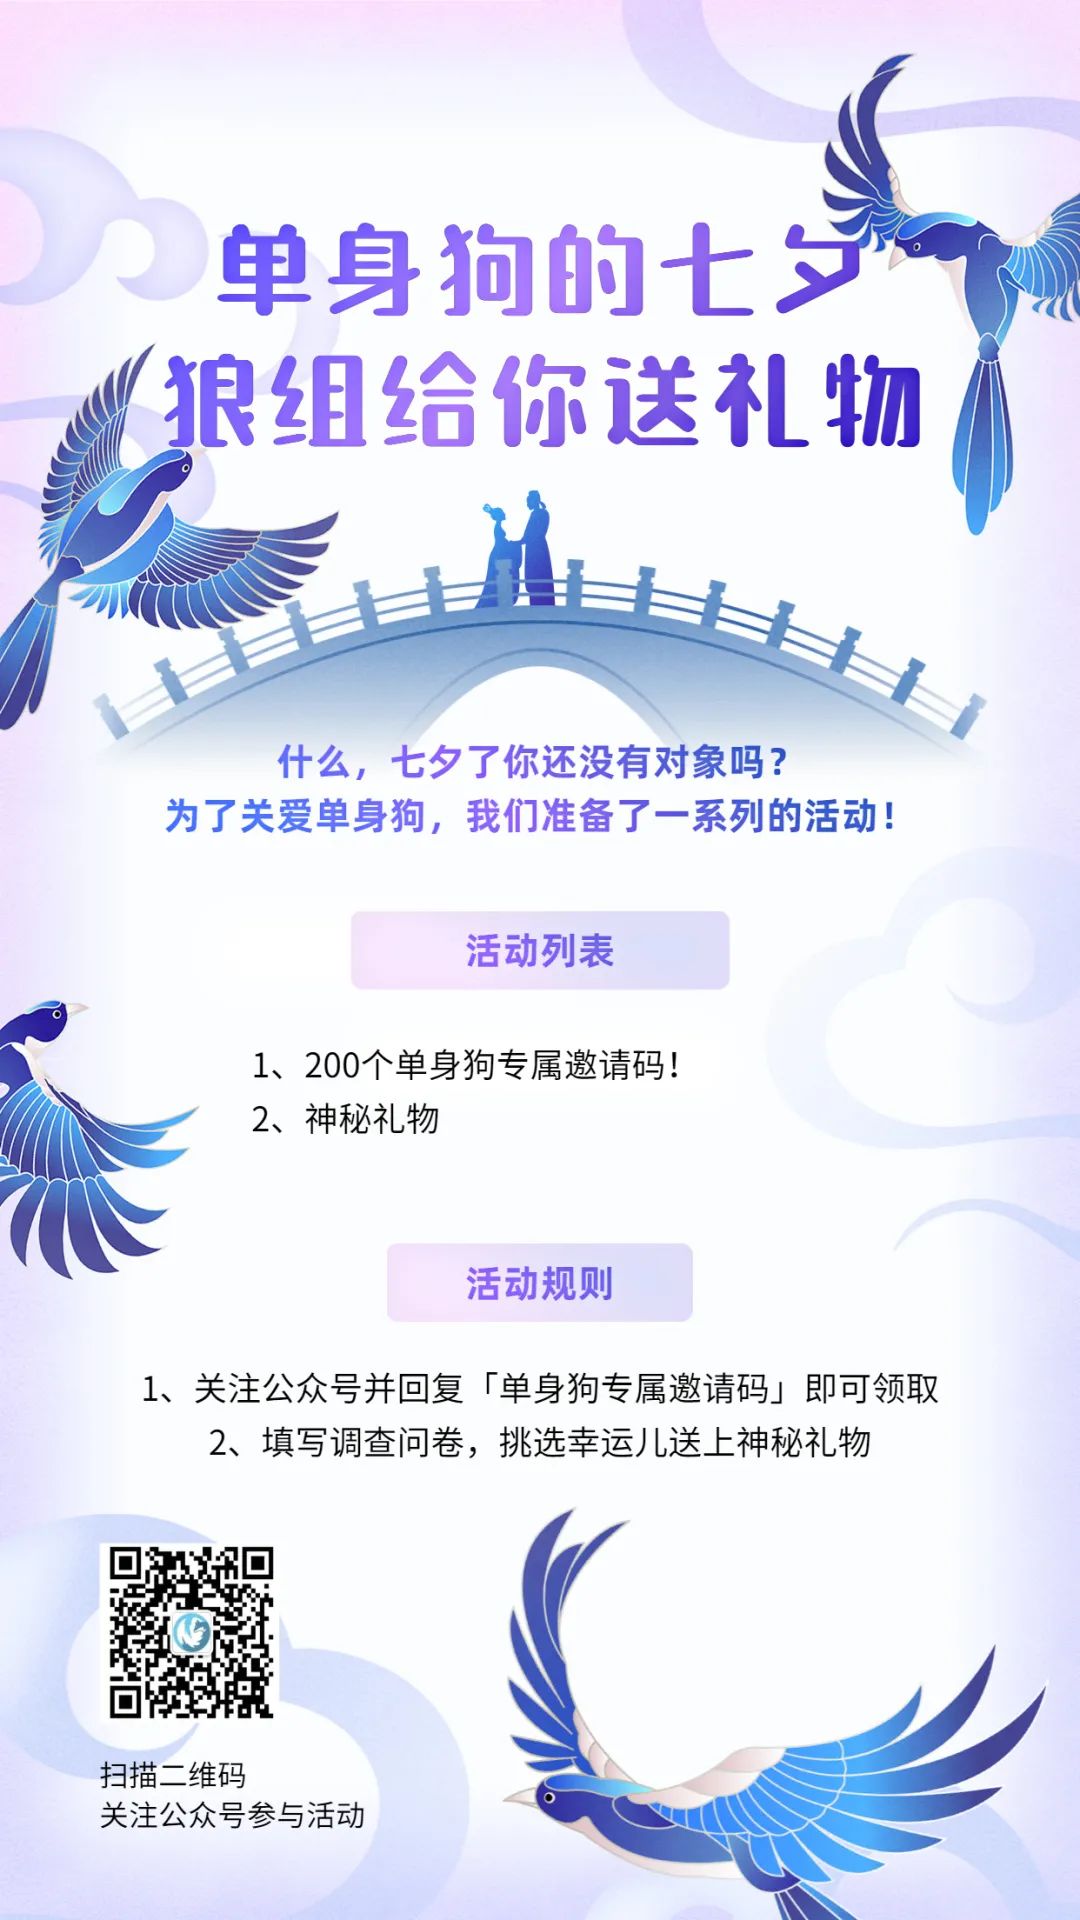 单身狗的七夕
狼组给你送礼物
什么，七夕了你还没有对象吗？
为了关爱单身狗，我们准备了一系列的活动！
活动列表
1、200个单身狗专属邀请码！
2、神秘礼物
活动规则
1、关注公众号并回复「单身狗专属邀请码」即可领取
2、填写调查问卷，挑选幸运儿送上神秘礼物
扫描二维码
关注公众号参与活动